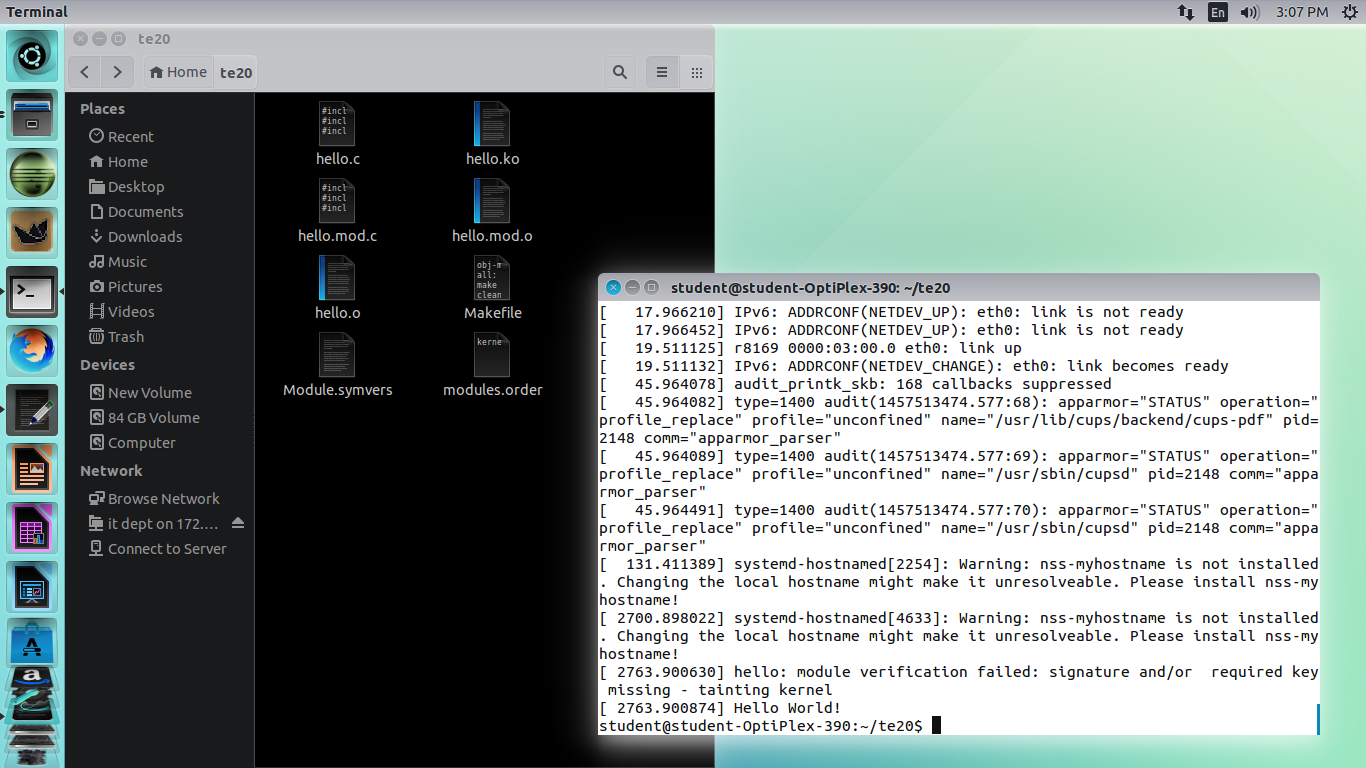 Terminal
En
3:07 PM
te20
Home
te20
Places
Recent
Home
Desktop
Documents
Downloads
Music
Pictures
Videos
Trash
Devices
New Volume
84 GB Volume
Computer
Network
Browse Network
it dept on 172....
Connect to Server
#incl
#incl
#incl
hello.c
hello.ko
#incl
#incl
#incl
hello.mod.c
hello.mod.o
hello.o
obj-m
all:
make
clean
Makefile
Module.symvers
kerne
modules.order
student@student-OptiPlex-390: ~/te20
[   17.966210] IPv6: ADDRCONF(NETDEV_UP): eth0: link is not ready
[   17.966452] IPv6: ADDRCONF(NETDEV_UP): eth0: link is not ready
[   19.511125] r8169 0000:03:00.0 eth0: link up
[   19.511132] IPv6: ADDRCONF(NETDEV_CHANGE): eth0: link becomes ready
[   45.964078] audit_printk_skb: 168 callbacks suppressed
[   45.964082] type=1400 audit(1457513474.577:68): apparmor="STATUS" operation="
profile_replace" profile="unconfined" name="/usr/lib/cups/backend/cups-pdf" pid=
2148 comm="apparmor_parser"
[   45.964089] type=1400 audit(1457513474.577:69): apparmor="STATUS" operation="
profile_replace" profile="unconfined" name="/usr/sbin/cupsd" pid=2148 comm="appa
rmor_parser"
[   45.964491] type=1400 audit(1457513474.577:70): apparmor="STATUS" operation="
profile_replace" profile="unconfined" name="/usr/sbin/cupsd" pid=2148 comm="appa
rmor_parser"
[  131.411389] systemd-hostnamed[2254]: Warning: nss-myhostname is not installed
. Changing the local hostname might make it unresolveable. Please install nss-my
hostname!
[ 2700.898022] systemd-hostnamed[4633]: Warning: nss-myhostname is not installed
. Changing the local hostname might make it unresolveable. Please install nss-my
hostname!
[ 2763.900630] hello: module verification failed: signature and/or  required key
 missing - tainting kernel
[ 2763.900874] Hello World!
student@student-OptiPlex-390:~/te20$